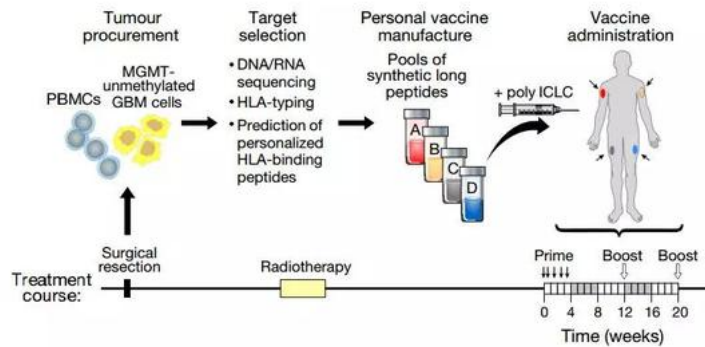 Tumour
procurement
Target
selection
Personal vaccine
manufacture
Vaccine
administration
PBMCs
MGMT-
unmethylated
GBM cells
• DNA/RNA
sequencing
• HLA-typing
• Prediction of
personalized
HLA-binding
peptides
Pools of
synthetic long
peptides
+ poly ICLC
A
B
C
D
Surgical
resection
Radiotherapy
Treatment
course:
Prime
Boost
Boost
0 4 8 12 16 20
Time (weeks)